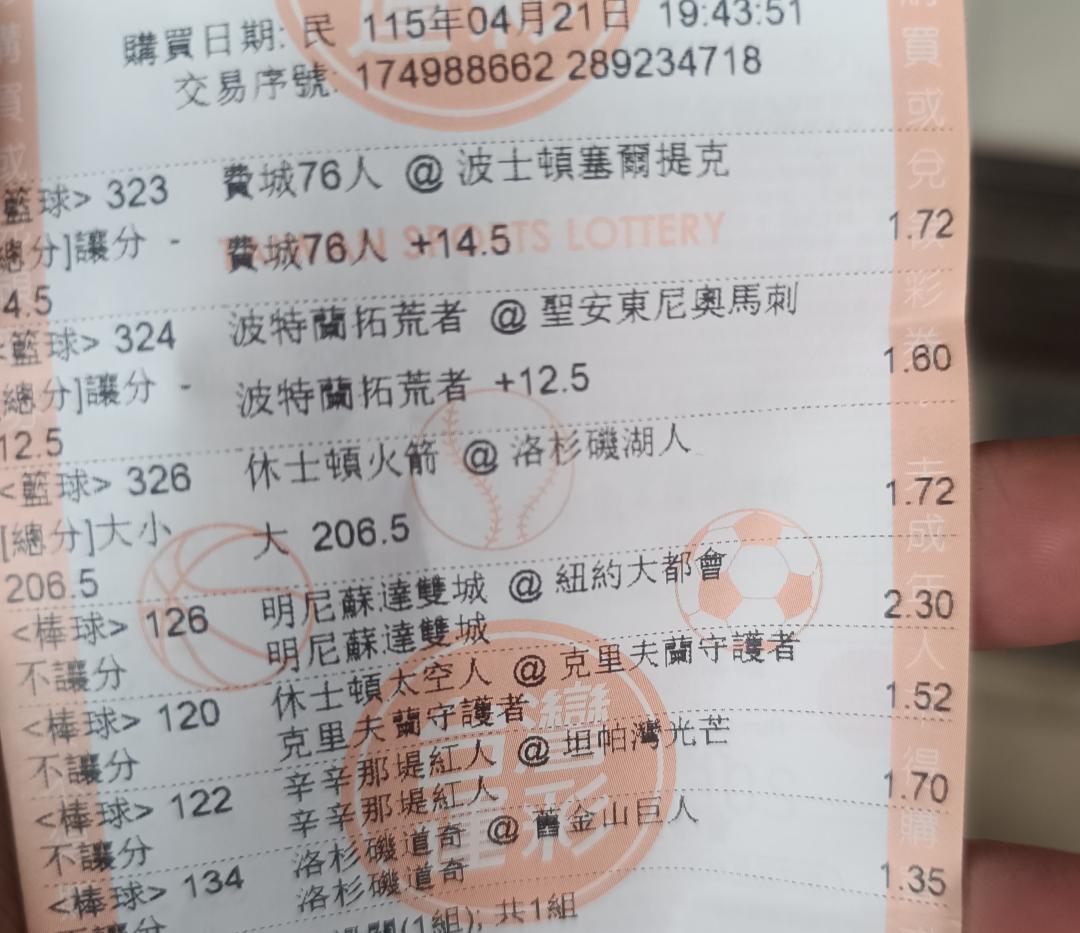 購買日期: 民 115年04月21日 19:43:51
交易序號: 174988662 289234718
籃球> 323 費城76人 @ 波士頓塞爾提克
總分]讓分 - 費城76人 +14.5 1.72
SPORTS LOTTERY
4.5
<籃球> 324 波特蘭拓荒者 @ 聖安東尼奧馬刺
總分]讓分 - 波特蘭拓荒者 +12.5 1.60
12.5
<籃球> 326 休士頓火箭 @ 洛杉磯湖人
[總分]大小 大 206.5 1.72
206.5
<棒球> 126 明尼蘇達雙城 @ 紐約大都會
不讓分 明尼蘇達雙城 2.30
<棒球> 120 休士頓太空人 @ 克里夫蘭守護者
不讓分 克里夫蘭守護者 1.52
<棒球> 122 辛辛那堤紅人 @ 坦帕灣光芒
不讓分 辛辛那堤紅人 1.70
<棒球> 134 洛杉磯道奇 @ 舊金山巨人
洛杉磯道奇 1.35
(1組); 共1組